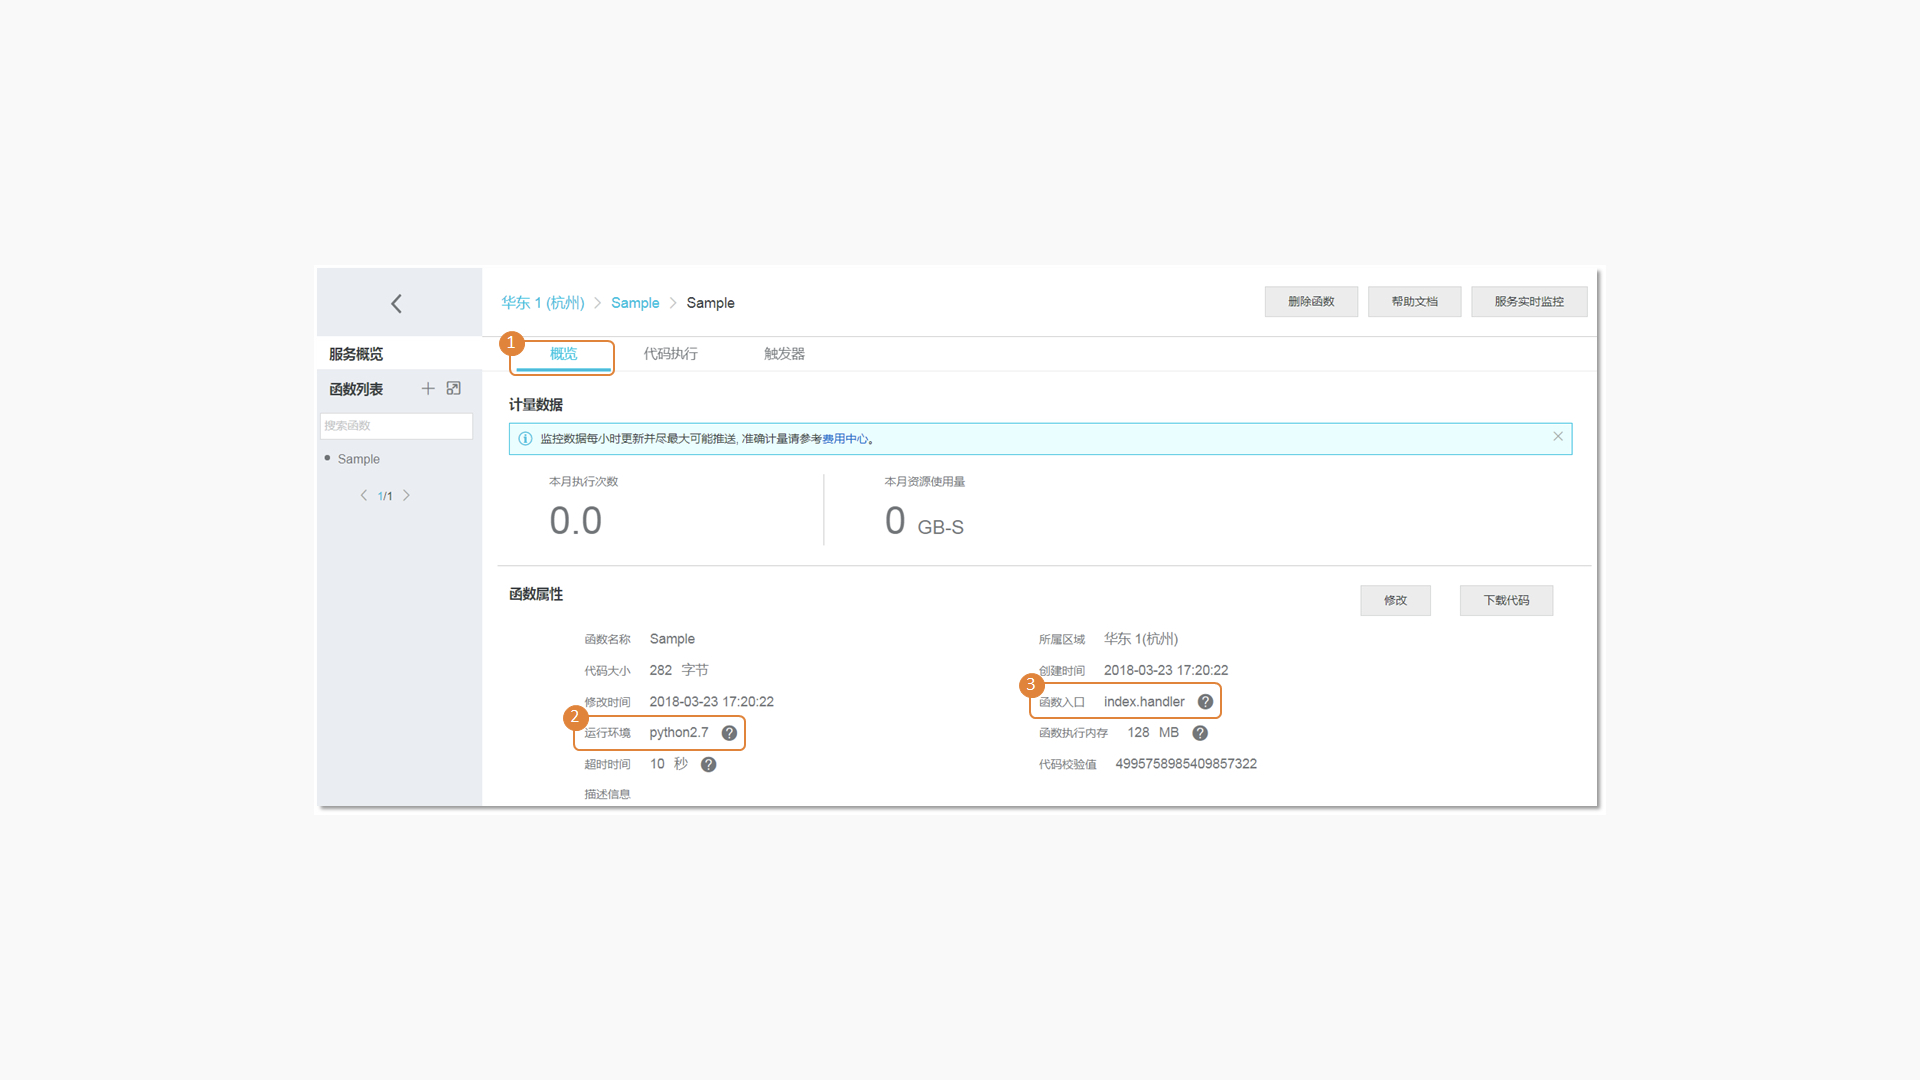 华东 1 (杭州) Sample Sample
删除函数 帮助文档 服务实时监控
服务概览
函数列表
搜索函数
Sample
1/1
1 概览 代码执行 触发器
计量数据
监控数据每小时更新并尽最大可能推送, 准确计量请参考费用中心。
本月执行次数 本月资源使用量
0.0 0 GB-S
函数属性 修改 下载代码
函数名称 Sample 所属区域 华东 1(杭州)
代码大小 282 字节 创建时间 2018-03-23 17:20:22
修改时间 2018-03-23 17:20:22 3 函数入口 index.handler ?
2 运行环境 python2.7 ? 函数执行内存 128 MB ?
超时时间 10 秒 ? 代码校验值 4995758985409857322
描述信息